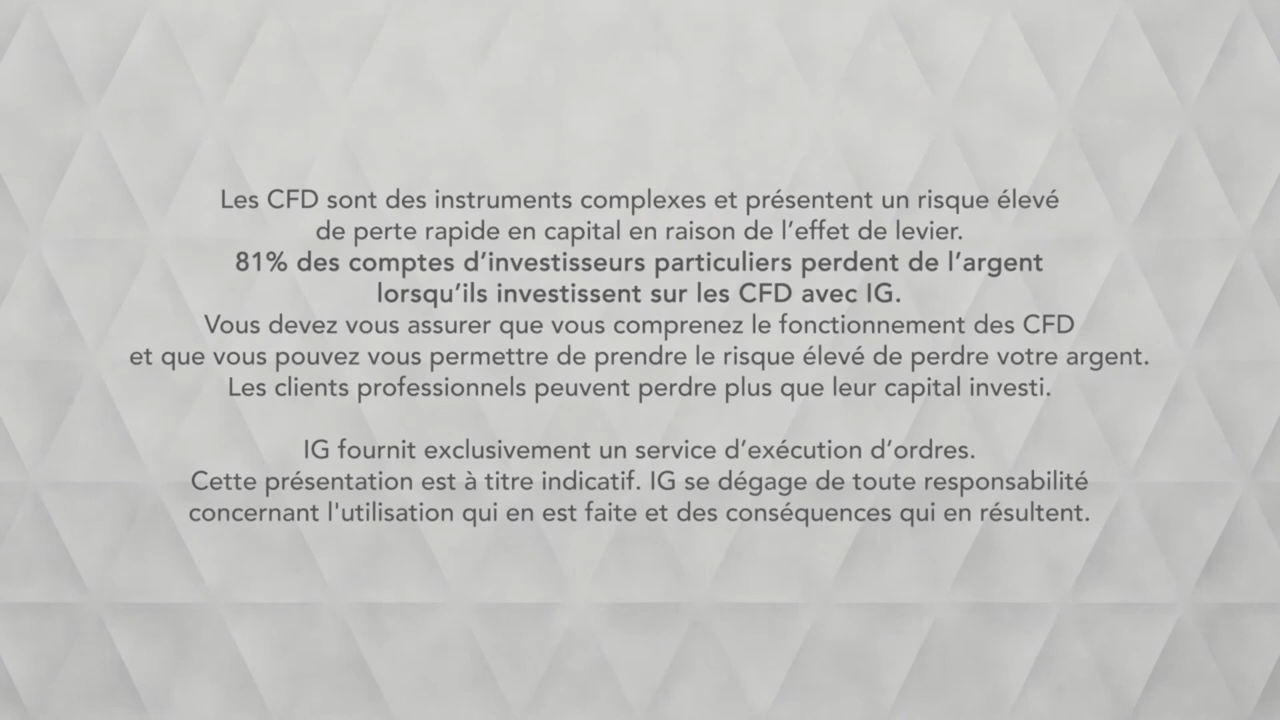 Les CFD sont des instruments complexes et présentent un risque élevé
de perte rapide en capital en raison de l’effet de levier.
81% des comptes d’investisseurs particuliers perdent de l’argent
lorsqu’ils investissent sur les CFD avec IG.
Vous devez vous assurer que vous comprenez le fonctionnement des CFD
et que vous pouvez vous permettre de prendre le risque élevé de perdre votre argent.
Les clients professionnels peuvent perdre plus que leur capital investi.
IG fournit exclusivement un service d’exécution d’ordres.
Cette présentation est à titre indicatif. IG se dégage de toute responsabilité
concernant l'utilisation qui en est faite et des conséquences qui en résultent.